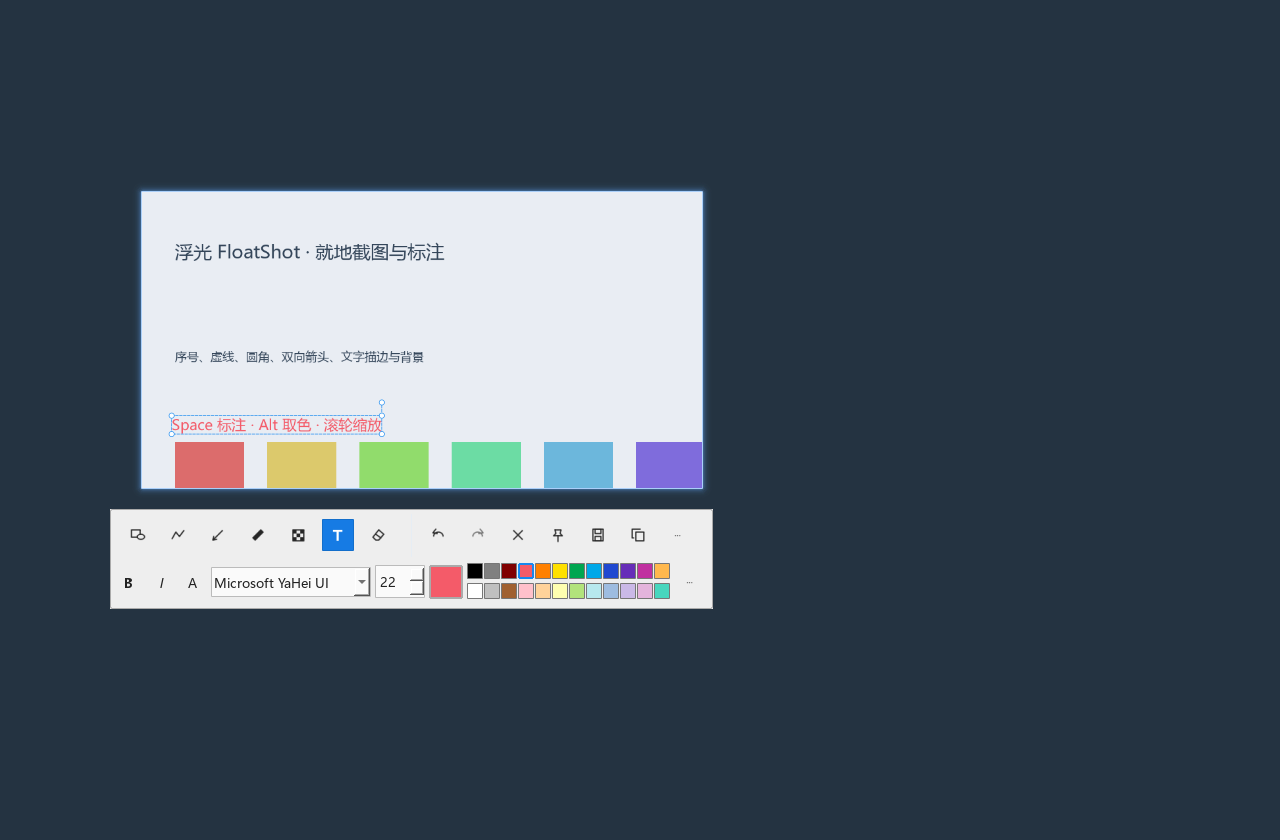 浮光 FloatShot · 就地截图与标注
序号、虚线、圆角、双向箭头、文字描边与背景
Space 标注 · Alt 取色 · 滚轮缩放
T
B I A Microsoft YaHei UI 22